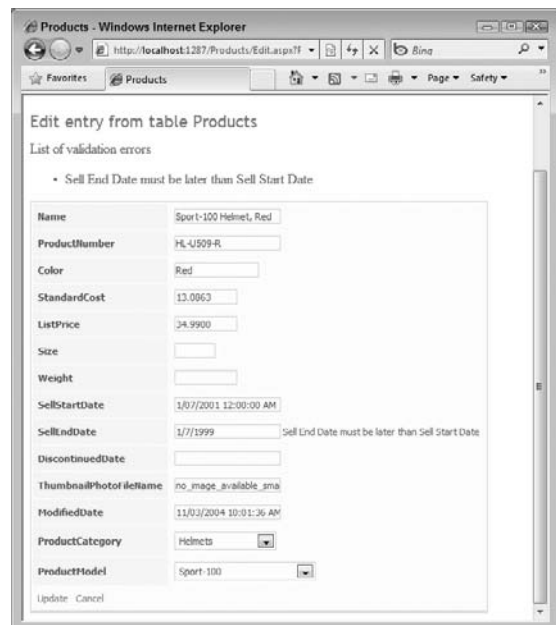 Products - Windows Internet Explorer
http://localhost:1287/Products/Edit.aspx?F
Bing
Favorites Products Page Safety
Edit entry from table Products
List of validation errors
• Sell End Date must be later than Sell Start Date
Name Sport-100 Helmet, Red
ProductNumber HL-U509-R
Color Red
StandardCost 13.0863
ListPrice 34.9900
Size
Weight
SellStartDate 1/07/2001 12:00:00 AM
SellEndDate 1/7/1999 Sell End Date must be later than Sell Start Date
DiscontinuedDate
ThumbnailPhotoFileName no_image_available_sma
ModifiedDate 11/03/2004 10:01:36 AM
ProductCategory Helmets
ProductModel Sport-100
Update Cancel